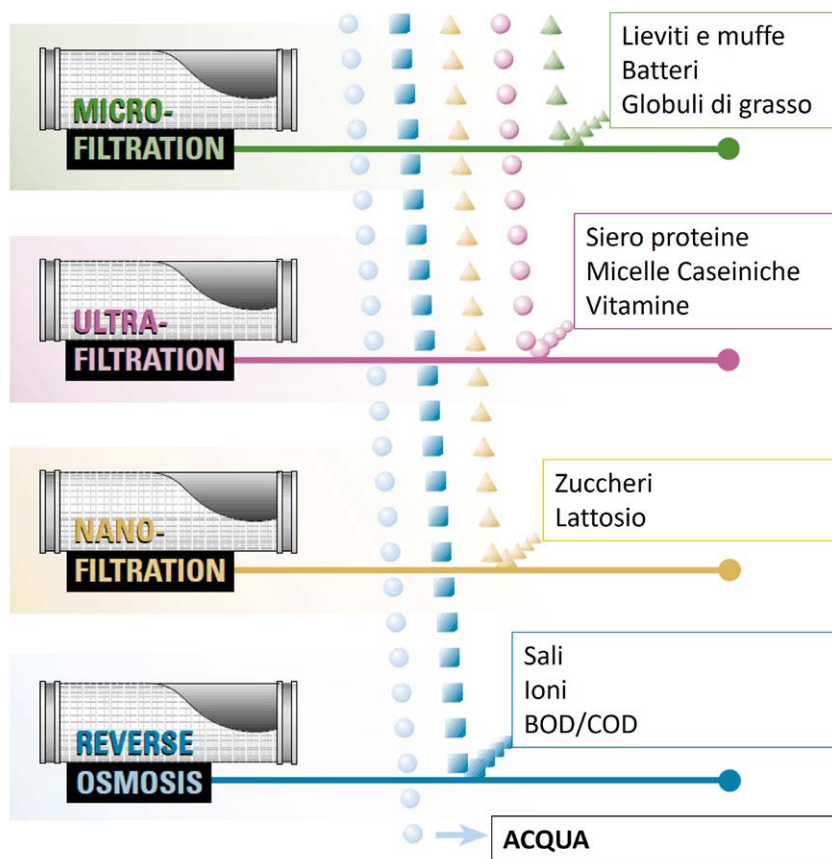 MICRO-
FILTRATION
Lieviti e muffe
Batteri
Globuli di grasso
ULTRA-
FILTRATION
Siero proteine
Micelle Caseiniche
Vitamine
NANO-
FILTRATION
Zuccheri
Lattosio
REVERSE
OSMOSIS
Sali
Ioni
BOD/COD
ACQUA